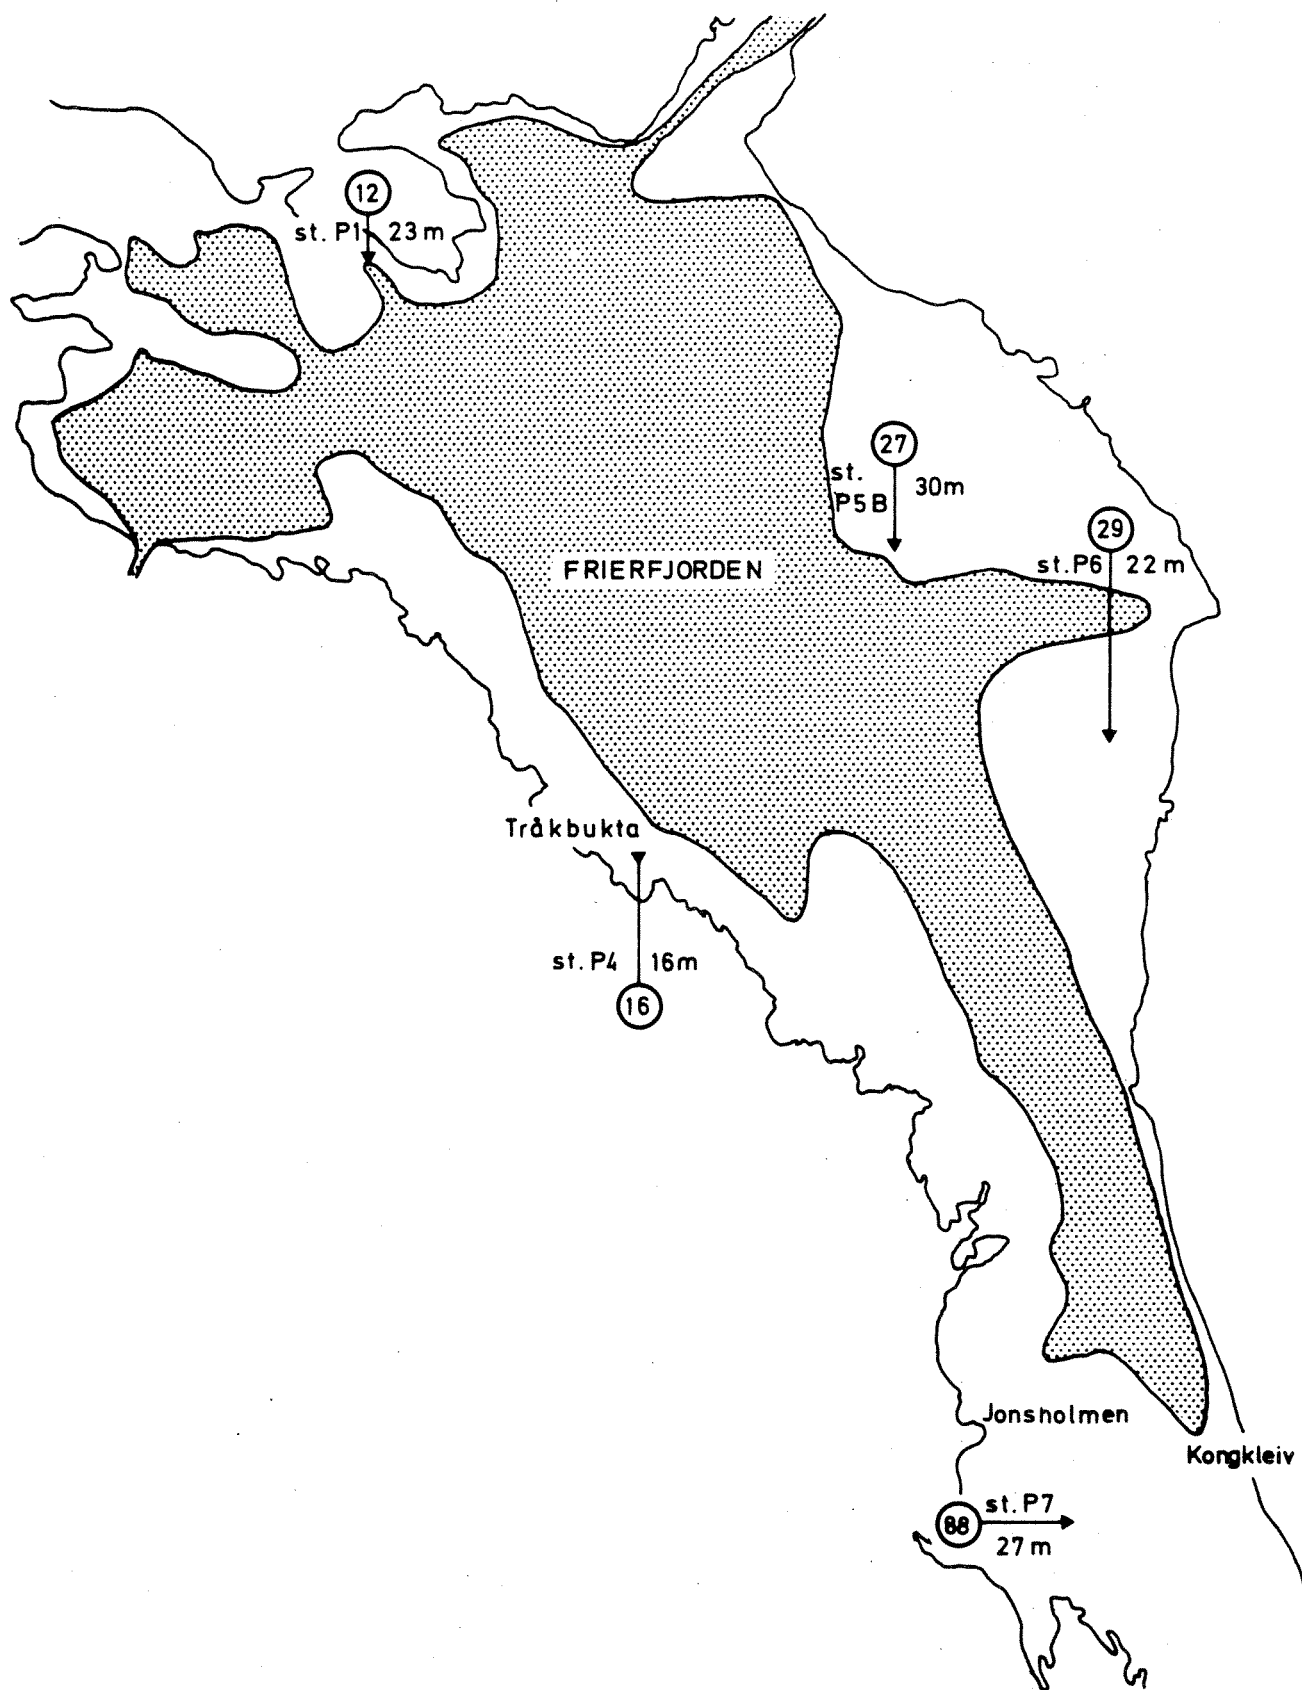 12
st. P1 23 m
27
st.
P5B 30m
29
st. P6 22 m
FRIERFJORDEN
Tråkbukta
st. P4 16m
16
Jonsholmen
Kongkleiv
st. P7
88
27 m